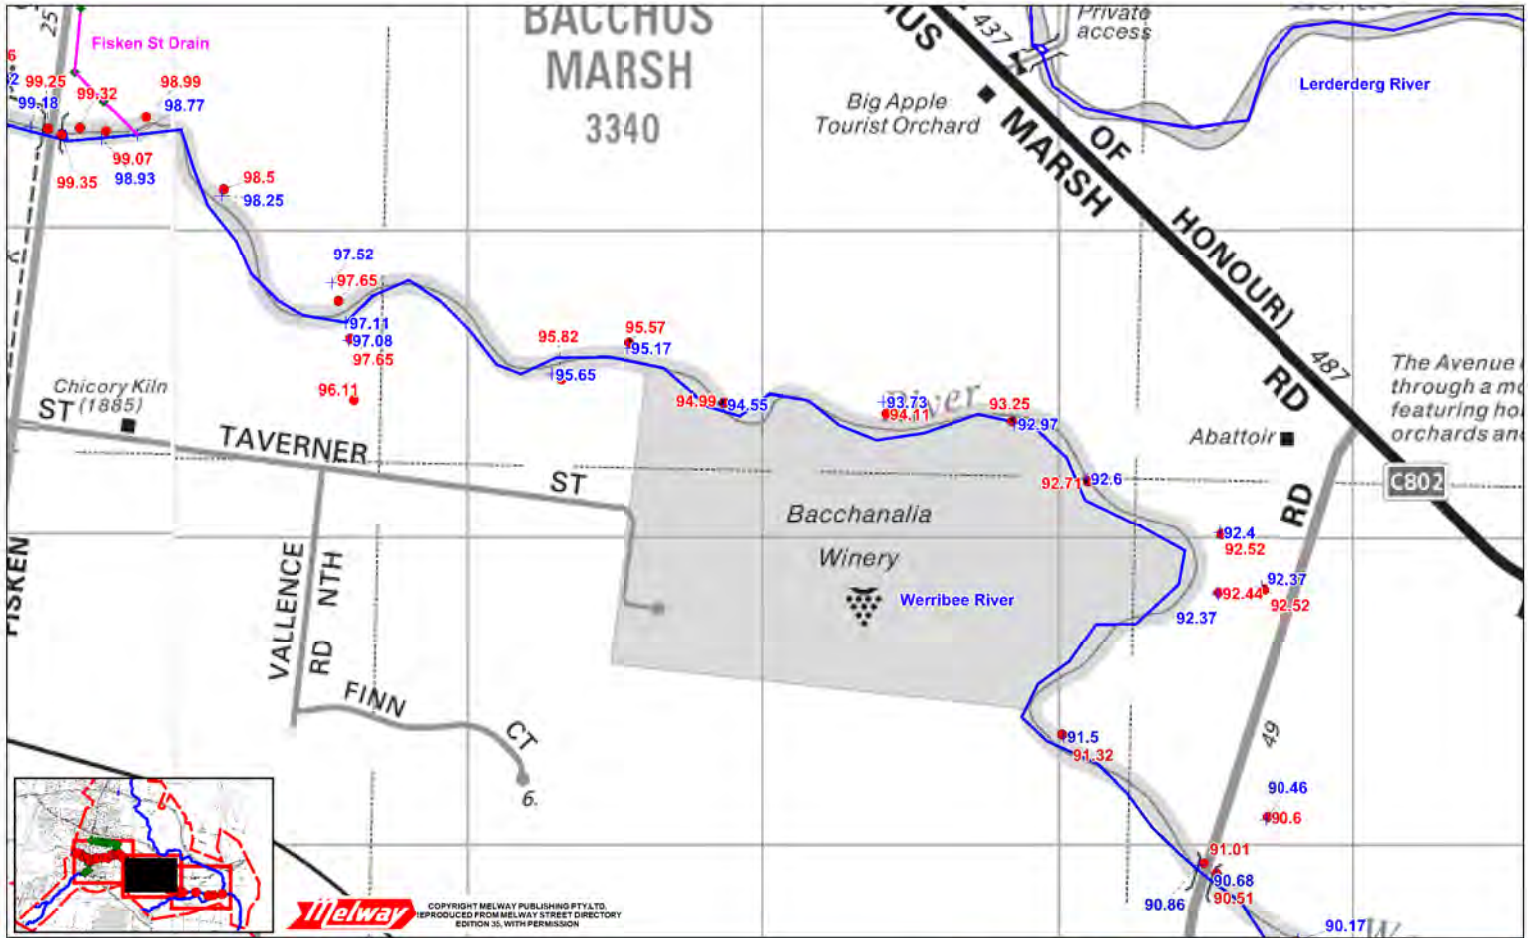 BACCHUS
MARSH
3340
25
Fisken St Drain
6
99.25
99.32
98.99
98.77
99.18
99.07
98.93
99.35
98.5
98.25
97.52
97.65
97.11
97.08
97.65
96.11
95.82
95.65
95.57
95.17
94.99
94.55
River
93.73
94.11
93.25
92.97
92.71
92.6
92.4
92.52
92.37
92.44
92.52
92.37
91.5
91.32
90.46
90.6
91.01
90.68
90.51
90.86
90.17
437
Private
access
Lerderderg River
Big Apple
Tourist Orchard
MARSH
RD
OF
HONOUR)
487
The Avenue
through a
featuring
orchards
Abattoir
C802
RD
49
Chicory Kiln
(1885)
ST
TAVERNER
ST
FISKEN
VALLENCE
RD NTH
FINN
CT
6.
Bacchanalia
Winery
Werribee River
Melway
COPYRIGHT MELWAY PUBLISHING PTY.LTD.
REPRODUCED FROM MELWAY STREET DIRECTORY
EDITION 35, WITH PERMISSION